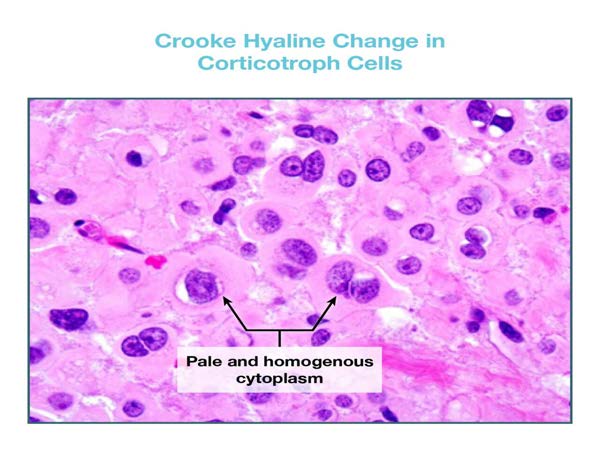 Crooke Hyaline Change in
Corticotroph Cells
Pale and homogenous
cytoplasm